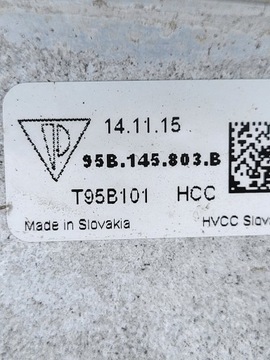 14.11.15
95B.145.803.B
T95B101 HCC
Made in Slovakia HVCC Slov